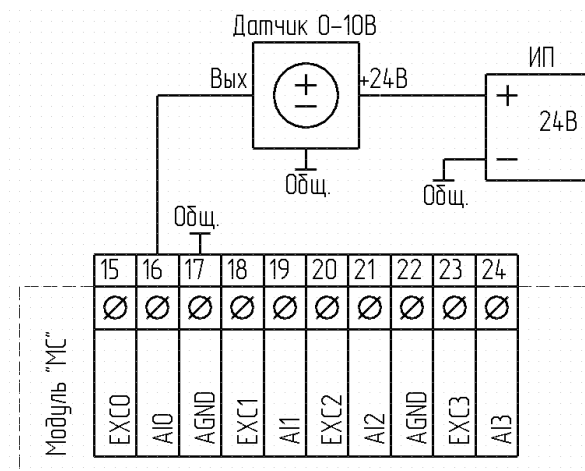 Датчик 0-10В
ИП
Вых
+24В
+
−
+
24В
−
Общ.
Общ.
Общ.
15 16 17 18 19 20 21 22 23 24
Модуль "МС"
EXC0 AI0 AGND EXC1 AI1 EXC2 AI2 AGND EXC3 AI3